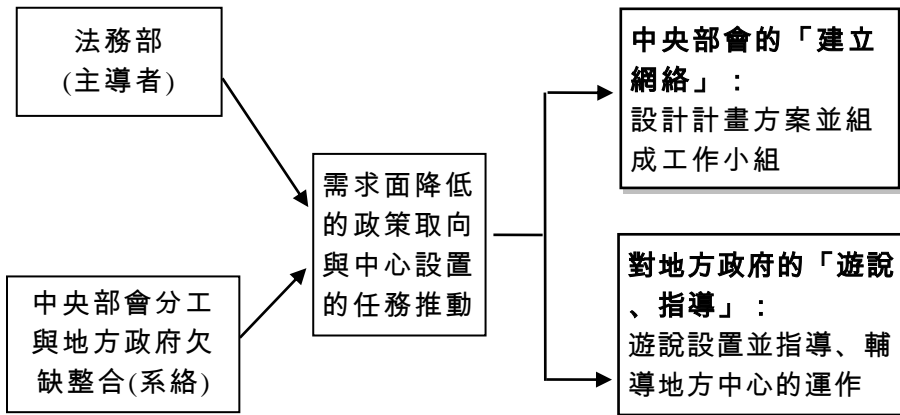 法務部
(主導者)
中央部會分工
與地方政府欠
缺整合(系絡)
需求面降低
的政策取向
與中心設置
的任務推動
中央部會的「建立
網絡」：
設計計畫方案並組
成工作小組
對地方政府的「遊說
、指導」：
遊說設置並指導、輔
導地方中心的運作